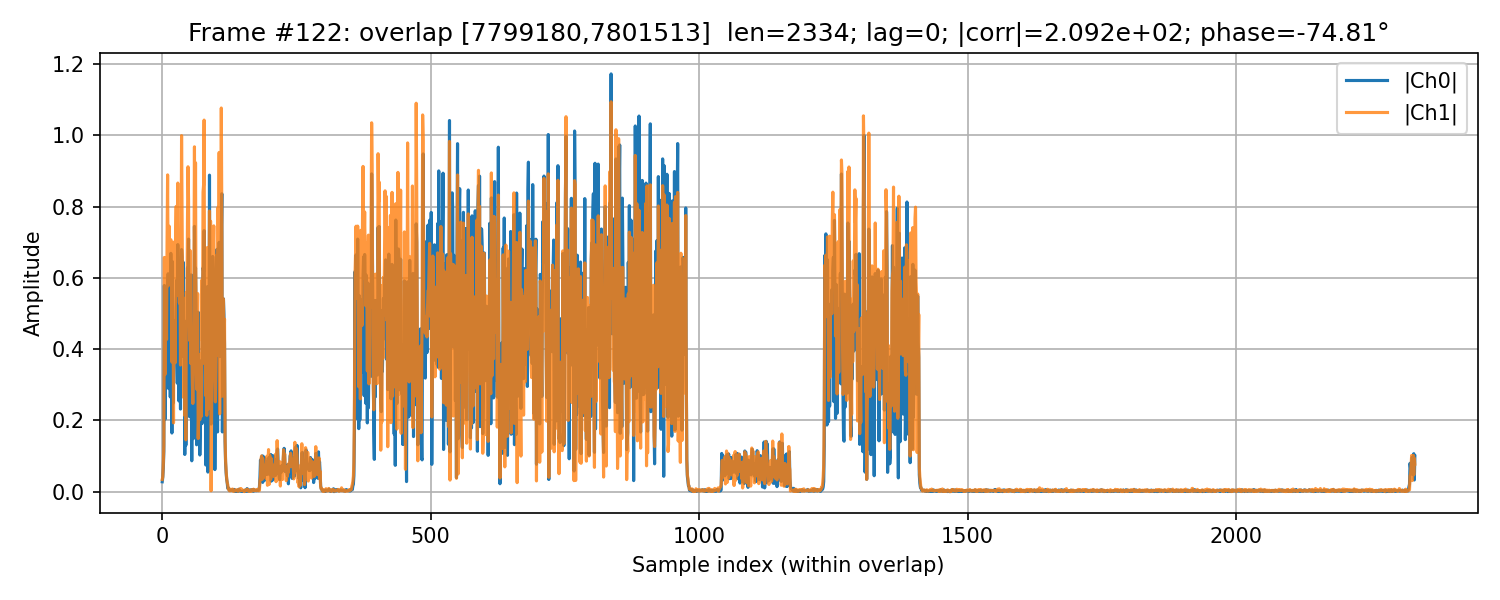 Frame #122: overlap [7799180,7801513]  len=2334; lag=0; |corr|=2.092e+02; phase=-74.81°
|Ch0|
|Ch1|
Amplitude
1.2
1.0
0.8
0.6
0.4
0.2
0.0
0
500
1000
1500
2000
Sample index (within overlap)